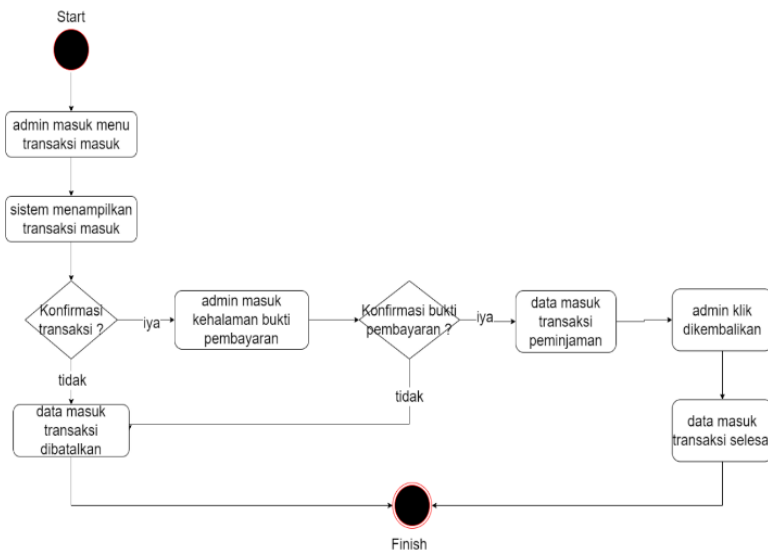 Start
admin masuk menu
transaksi masuk
sistem menampilkan
transaksi masuk
Konfirmasi
transaksi ?
iya
admin masuk
kehalaman bukti
pembayaran
Konfirmasi bukti
pembayaran ?
iya
data masuk
transaksi
peminjaman
admin klik
dikembalikan
tidak
tidak
data masuk
transaksi
dibatalkan
data masuk
transaksi selesa
Finish